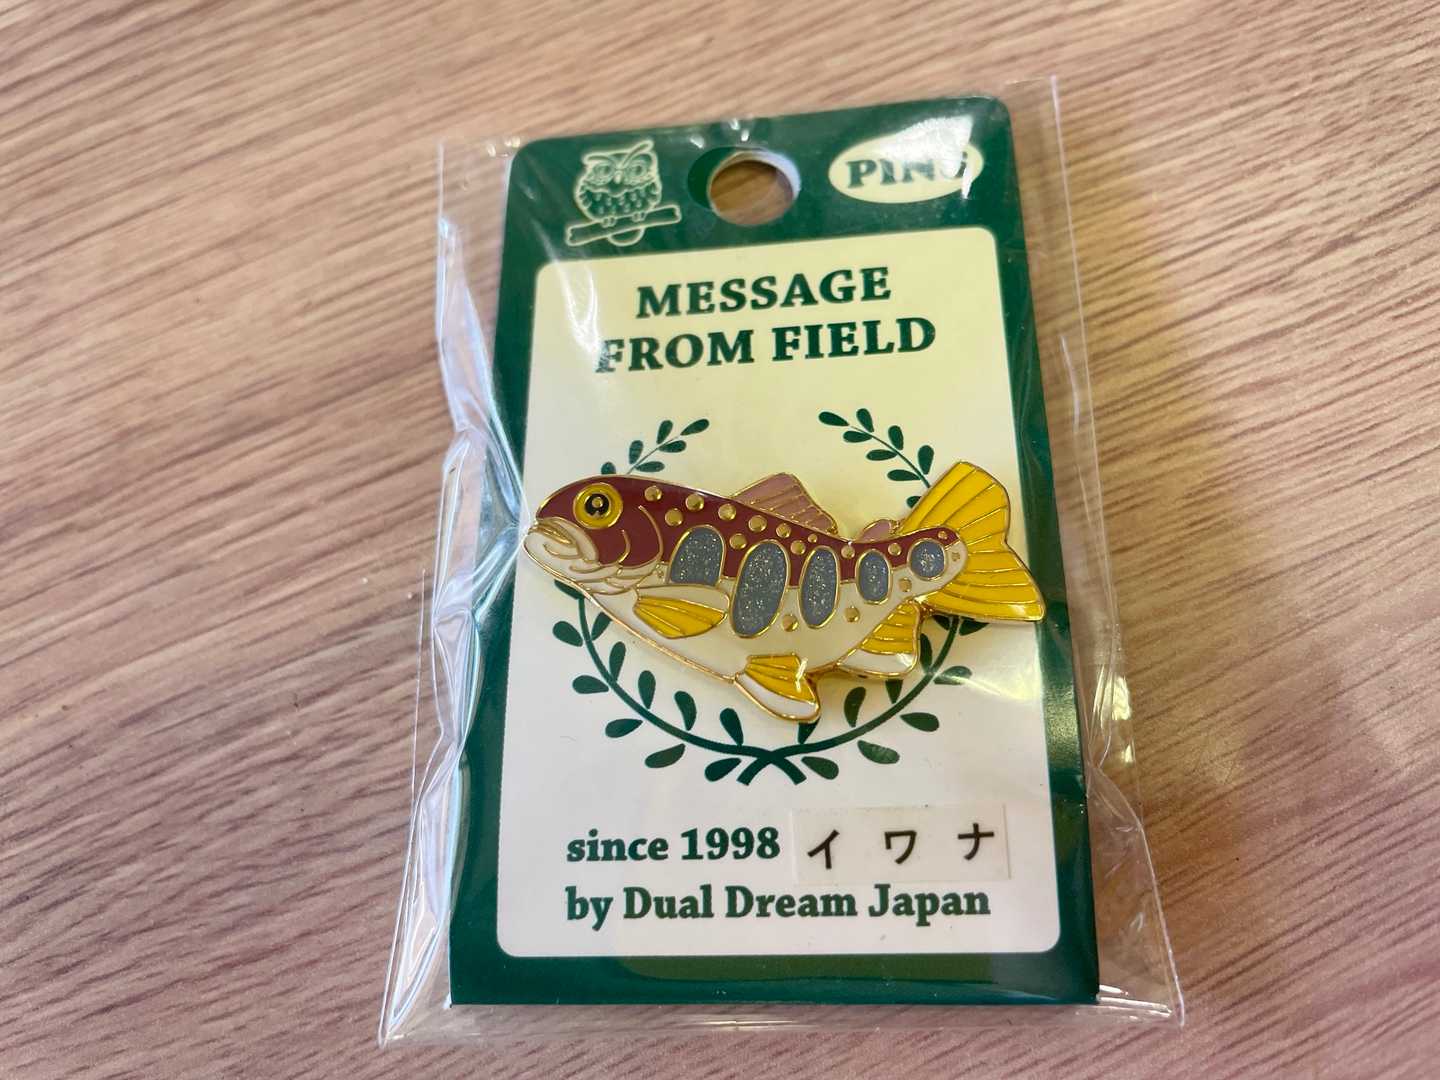 PINS
MESSAGE
FROM FIELD
since 1998 イワナ
by Dual Dream Japan